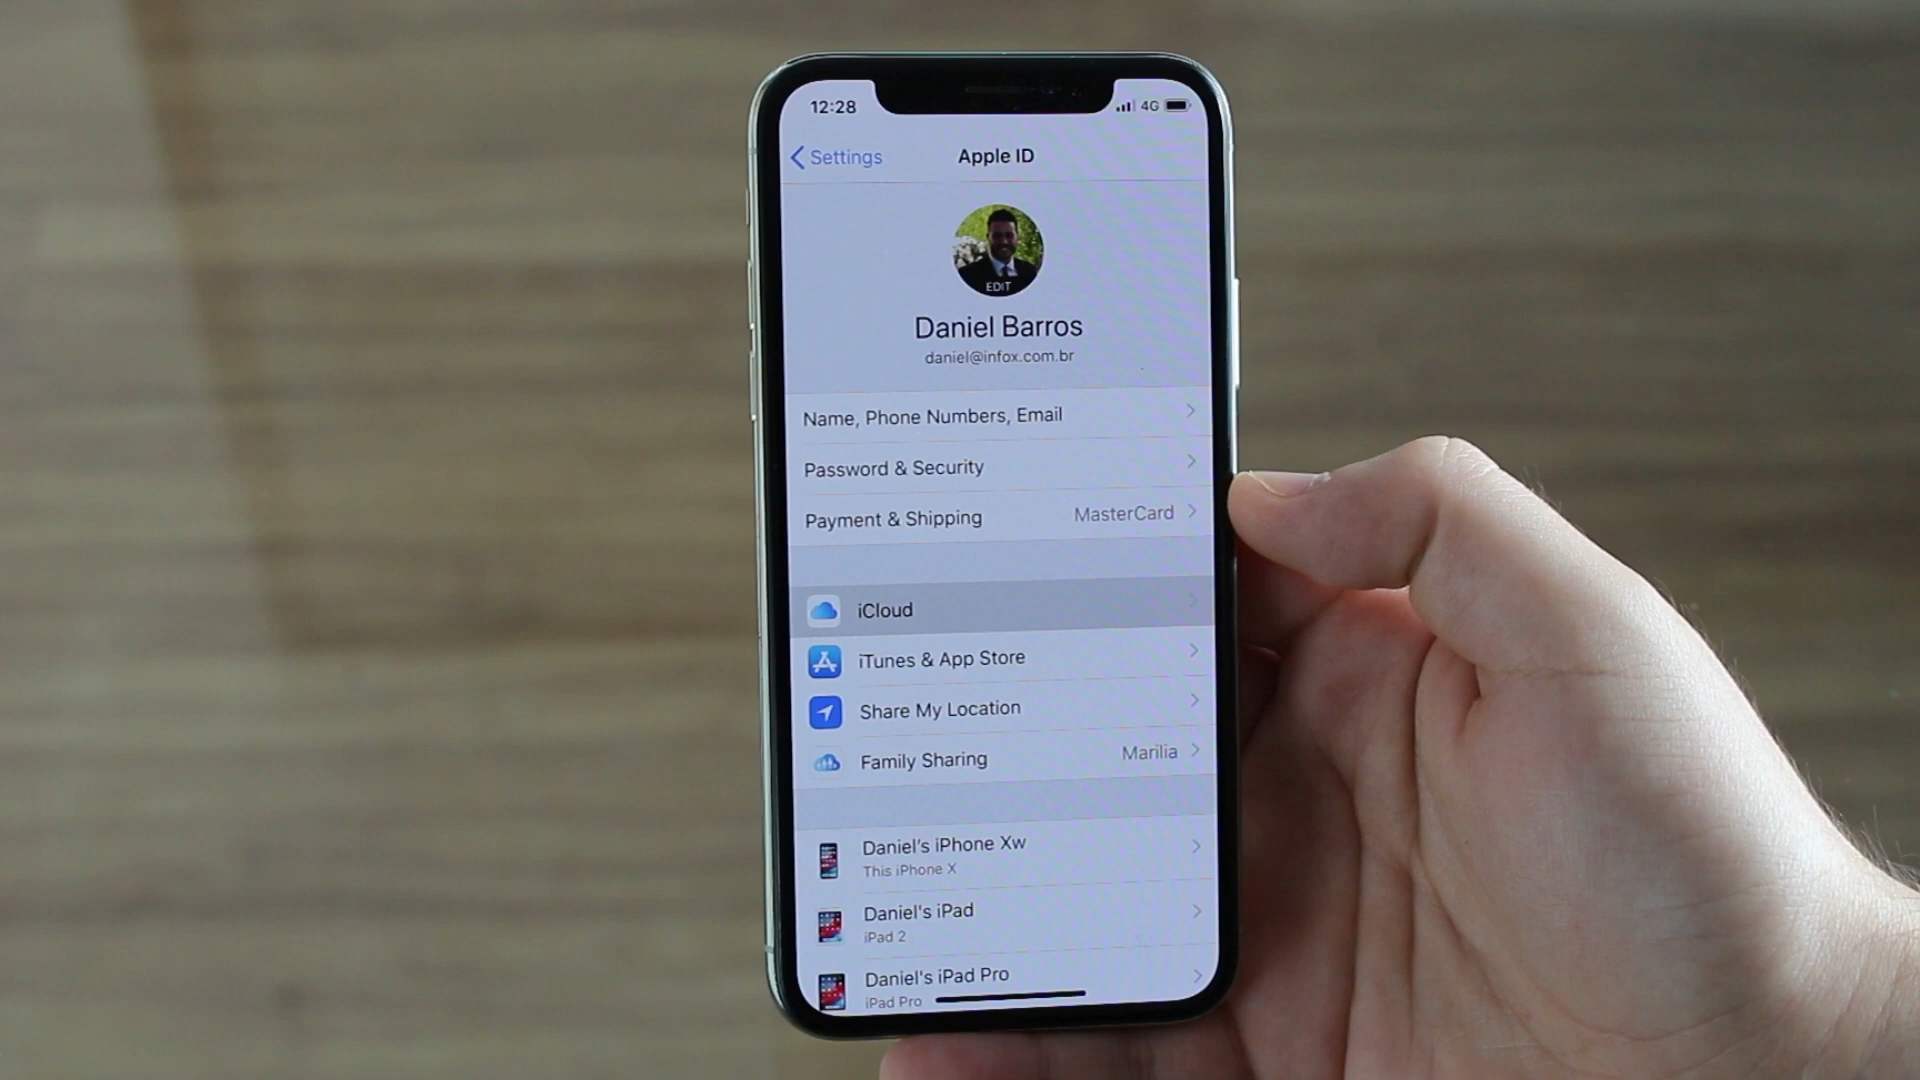 12:28
4G
Settings
Apple ID
EDIT
Daniel Barros
daniel@infox.com.br
Name, Phone Numbers, Email
Password & Security
Payment & Shipping MasterCard
iCloud
iTunes & App Store
Share My Location
Family Sharing Marilia
Daniel's iPhone Xw
This iPhone X
Daniel's iPad
iPad 2
Daniel's iPad Pro
iPad Pro